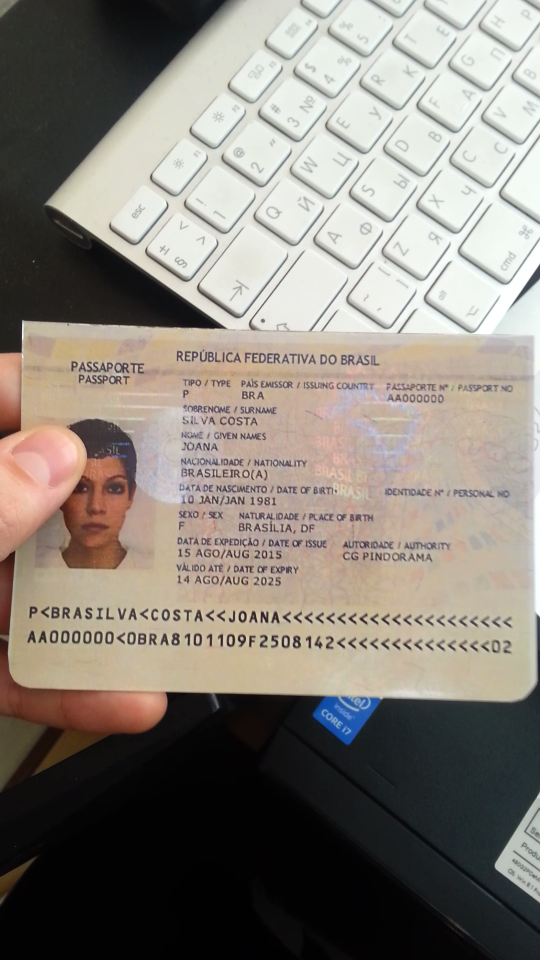 esc
PASSAPORTE
PASSPORT
REPÚBLICA FEDERATIVA DO BRASIL
TIPO / TYPE PAÍS EMISSOR / ISSUING COUNTRY PASSAPORTE Nº / PASSPORT NO
P BRA AA000000
SOBRENOME / SURNAME
SILVA COSTA
NOME / GIVEN NAMES
JOANA
NACIONALIDADE / NATIONALITY
BRASILEIRO(A)
DATA DE NASCIMENTO / DATE OF BIRTH IDENTIDADE Nº / PERSONAL NO
10 JAN/JAN 1981
SEXO / SEX NATURALIDADE / PLACE OF BIRTH
F BRASÍLIA, DF
DATA DE EXPEDIÇÃO / DATE OF ISSUE AUTORIDADE / AUTHORITY
15 AGO/AUG 2015 CG PINDORAMA
VÁLIDO ATÉ / DATE OF EXPIRY
14 AGO/AUG 2025
P<BRASILVA<COSTA<<JOANA<<<<<<<<<<<<<<<<<<<<<
AA000000<0BRA8101109F2508142<<<<<<<<<<<<<<02
BRASIL
intel
inside
CORE i7
cmd